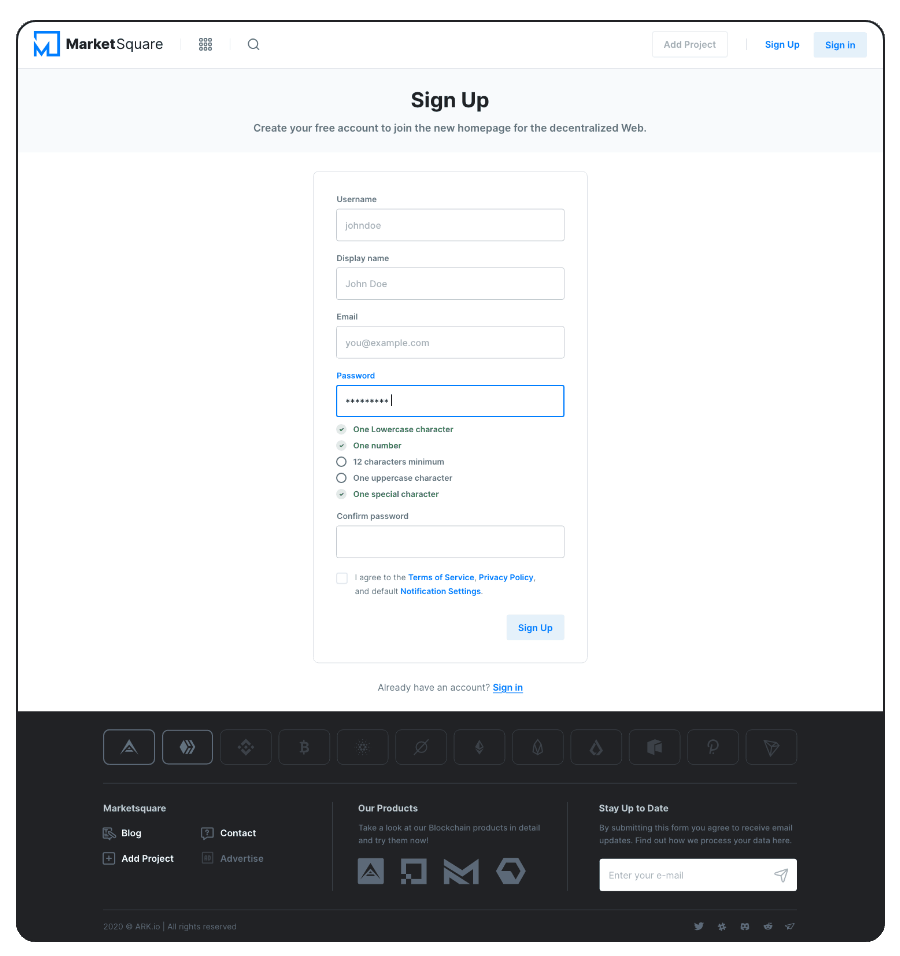 MarketSquare
Add Project
Sign Up
Sign in
Sign Up
Create your free account to join the new homepage for the decentralized Web.
Username
johndoe
Display name
John Doe
Email
you@example.com
Password
*********
One Lowercase character
One number
12 characters minimum
One uppercase character
One special character
Confirm password
I agree to the Terms of Service, Privacy Policy,
and default Notification Settings.
Sign Up
Already have an account? Sign in
Marketsquare
Blog
Contact
Add Project
Advertise
Our Products
Take a look at our Blockchain products in detail
and try them now!
Stay Up to Date
By submitting this form you agree to receive email
updates. Find out how we process your data here.
Enter your e-mail
2020 © ARK.io | All rights reserved